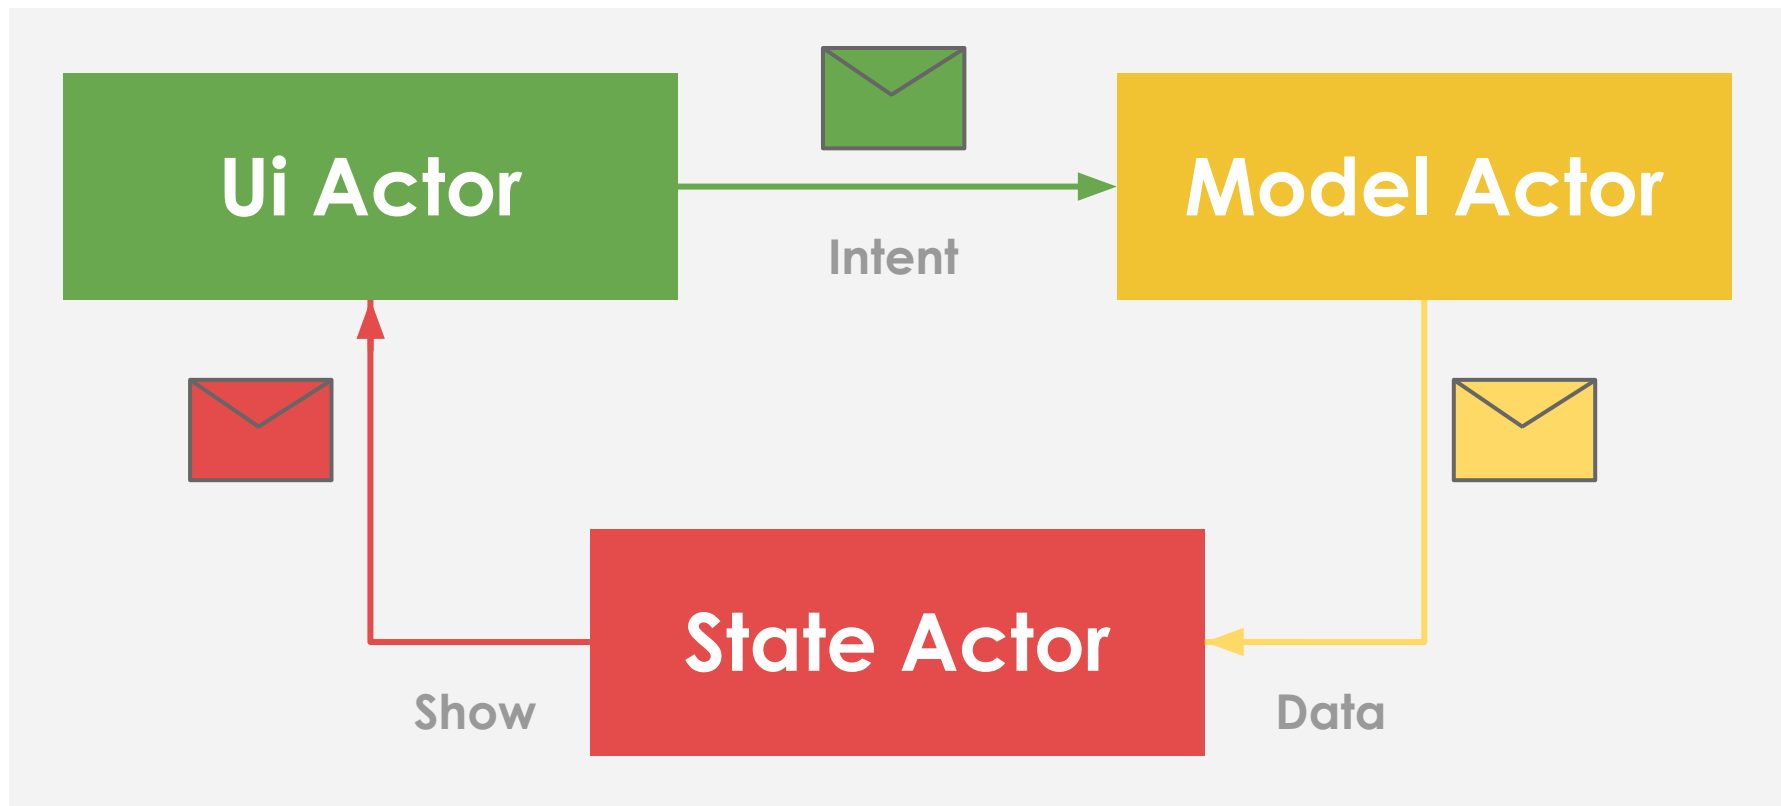 Ui Actor
Model Actor
Intent
State Actor
Show
Data